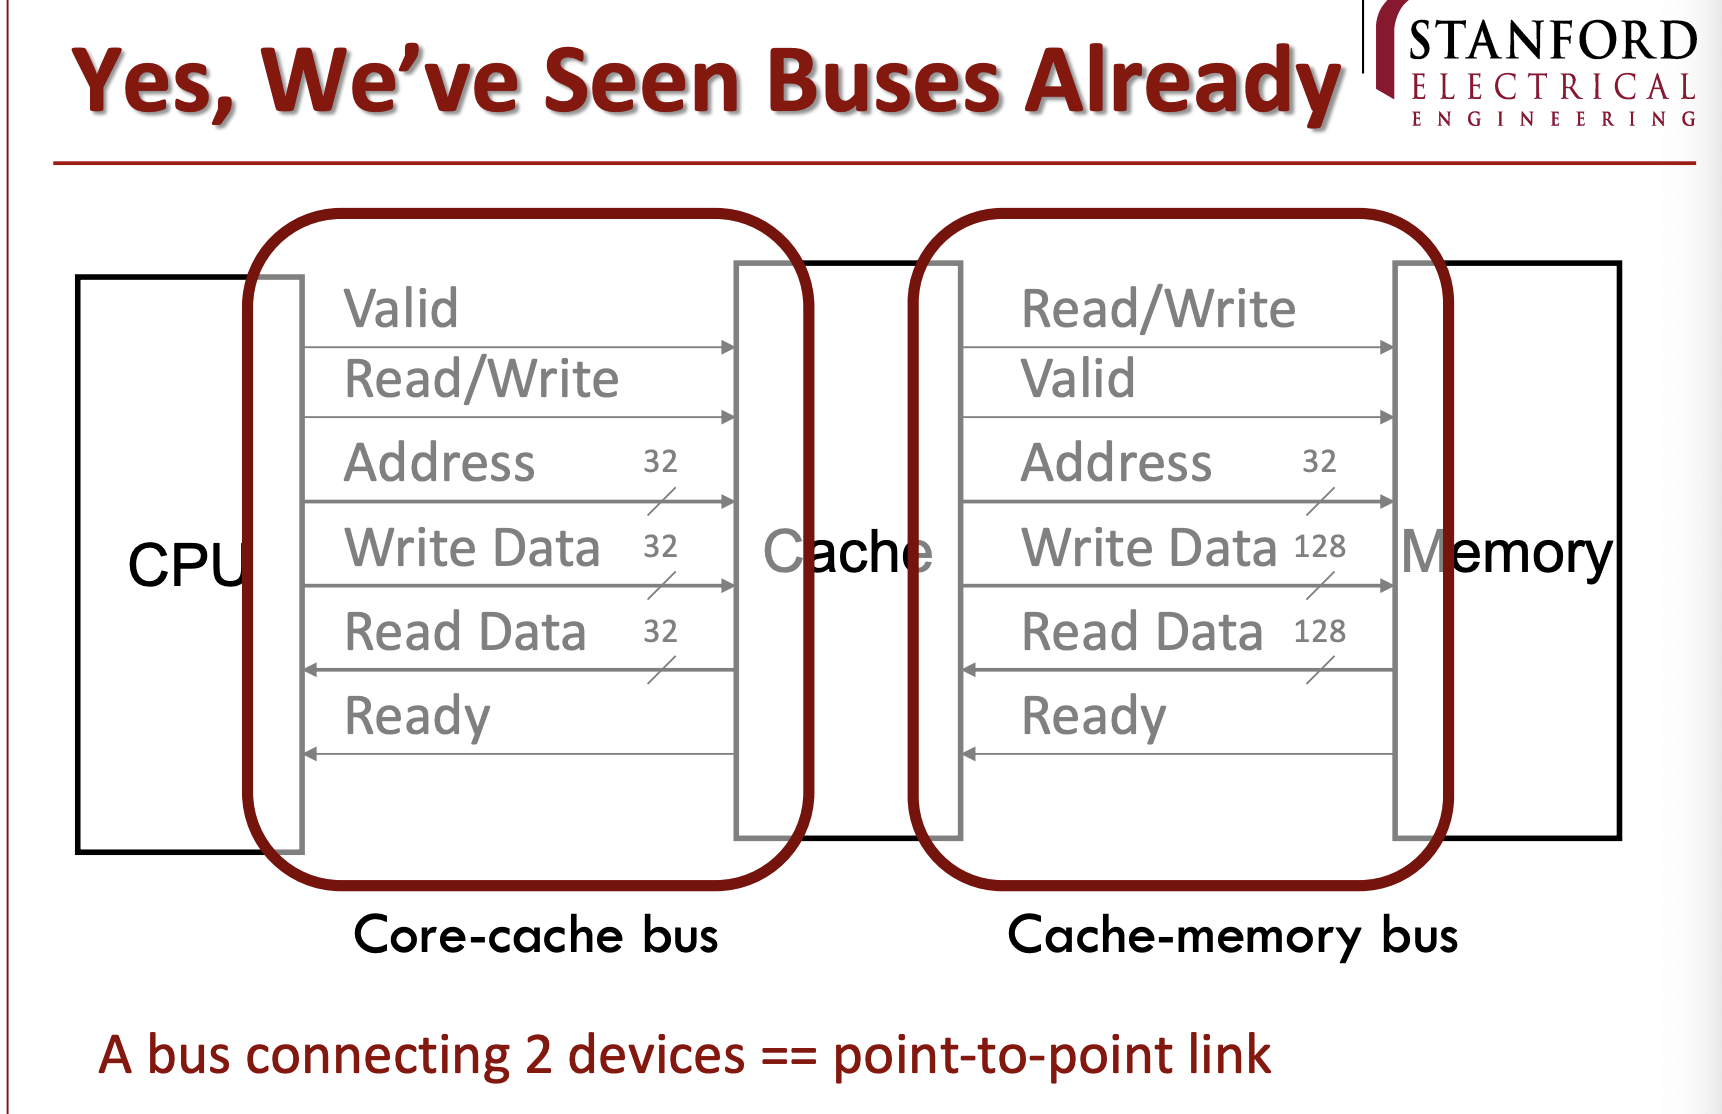 Yes, We've Seen Buses Already
STANFORD
ELECTRICAL
ENGINEERING
CPU
Valid
Read/Write
Address 32
Write Data 32
Read Data 32
Ready
Cache
Read/Write
Valid
Address 32
Write Data 128
Read Data 128
Ready
Memory
Core-cache bus
Cache-memory bus
A bus connecting 2 devices == point-to-point link